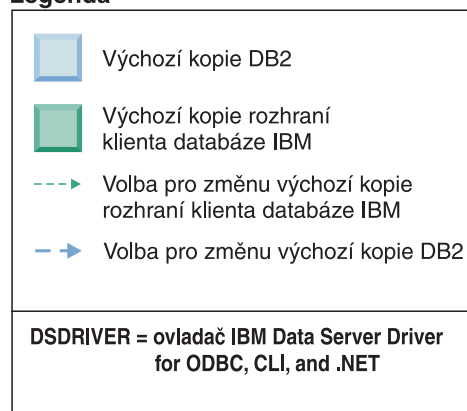 Legenda
Výchozí kopie DB2
Výchozí kopie rozhraní
klienta databáze IBM
Volba pro změnu výchozí kopie
rozhraní klienta databáze IBM
Volba pro změnu výchozí kopie DB2
DSDRIVER = ovladač IBM Data Server Driver
for ODBC, CLI, and .NET